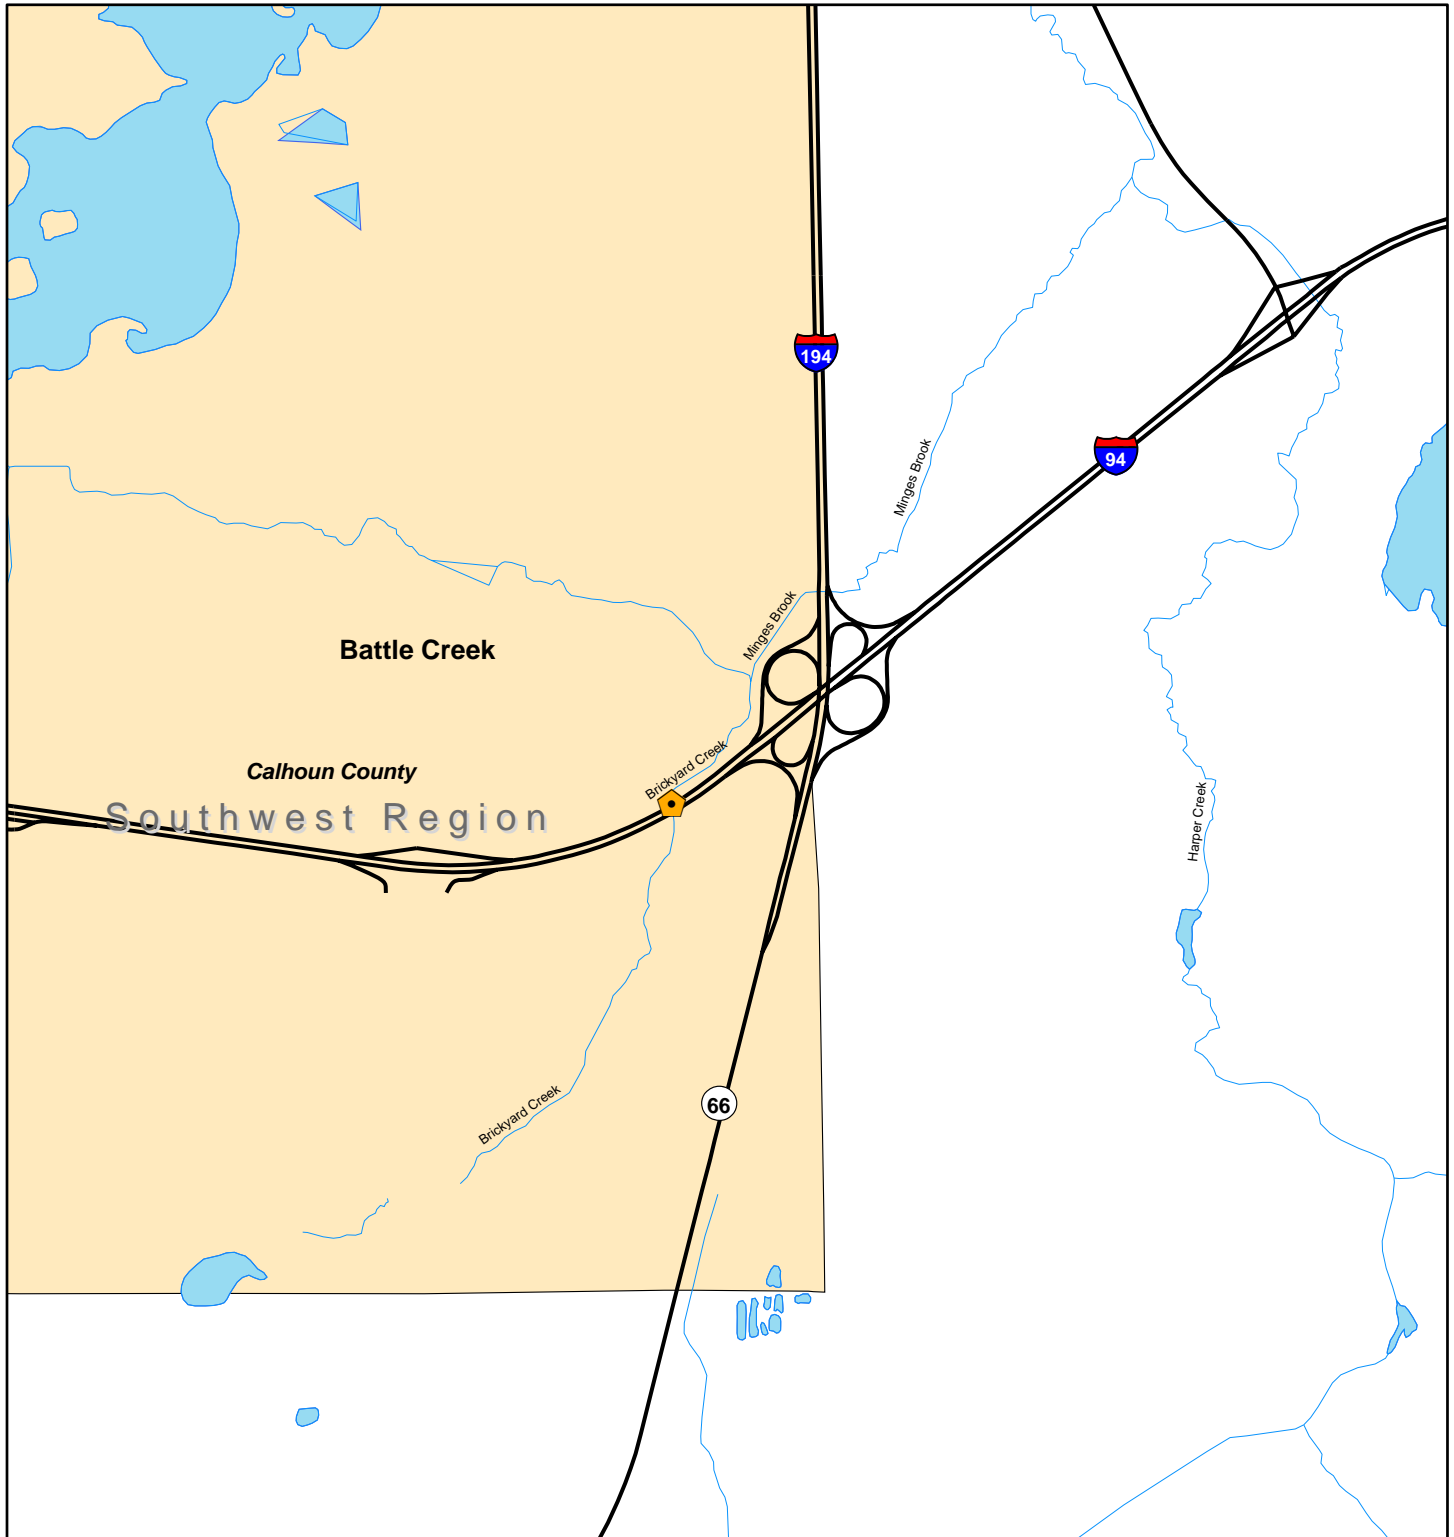 194
94
Minges Brook
Minges Brook
Battle Creek
Brickyard Creek
Calhoun County
Southwest Region
Harper Creek
Brickyard Creek
66